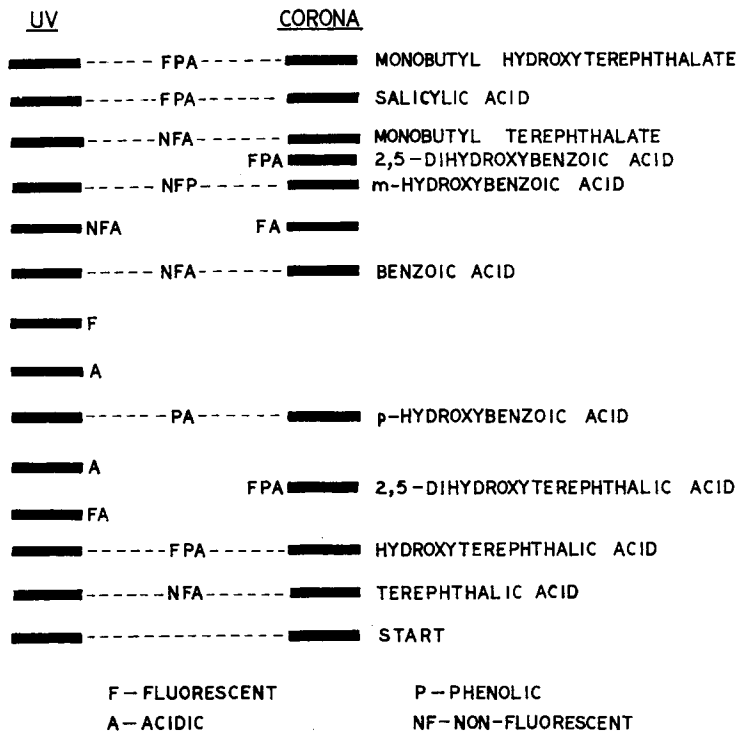 UV CORONA
FPA MONOBUTYL HYDROXYTEREPHTHALATE
FPA SALICYLIC ACID
NFA MONOBUTYL TEREPHTHALATE
FPA 2,5-DIHYDROXYBENZOIC ACID
NFP m-HYDROXYBENZOIC ACID
NFA FA
NFA BENZOIC ACID
F
A
PA p-HYDROXYBENZOIC ACID
A
FPA 2,5-DIHYDROXYTEREPHTHALIC ACID
FA
FPA HYDROXYTEREPHTHALIC ACID
NFA TEREPHTHALIC ACID
START
F-FLUORESCENT P-PHENOLIC
A-ACIDIC NF-NON-FLUORESCENT